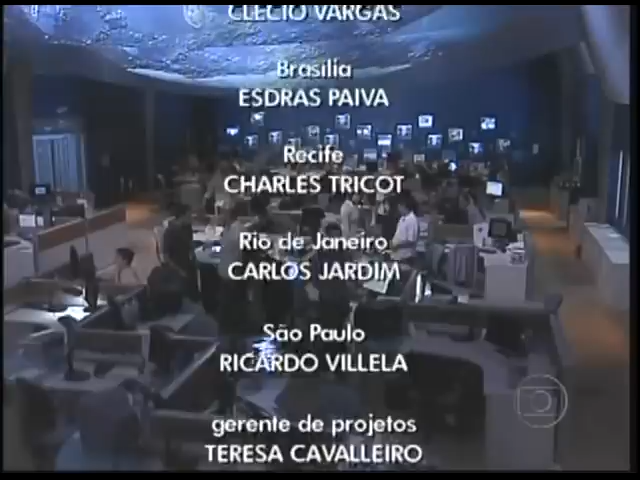 CLECIO VARGAS
Brasília
ESDRAS PAIVA
Recife
CHARLES TRICOT
Rio de Janeiro
CARLOS JARDIM
São Paulo
RICARDO VILLELA
gerente de projetos
TERESA CAVALLEIRO